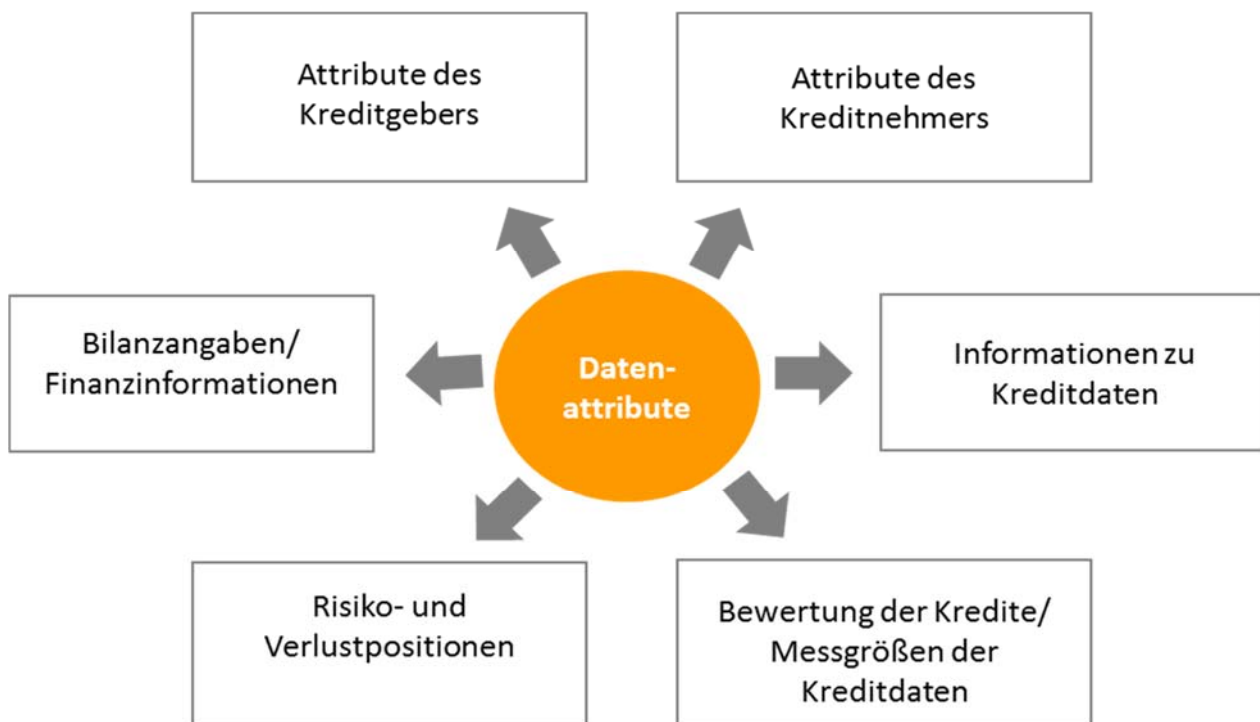 Attribute des
Kreditgebers
Attribute des
Kreditnehmers
Bilanzangaben/
Finanzinformationen
Daten-
attribute
Informationen zu
Kreditdaten
Risiko- und
Verlustpositionen
Bewertung der Kredite/
Messgrößen der
Kreditdaten